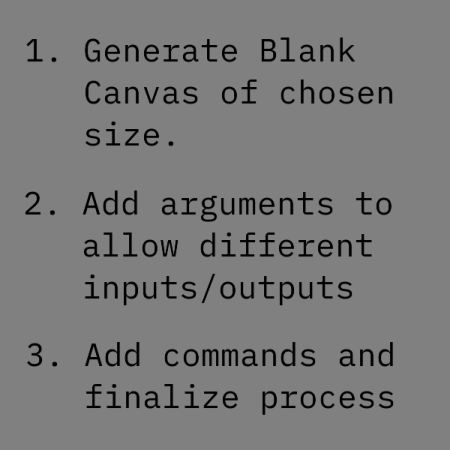 1. Generate Blank
Canvas of chosen
size.
2. Add arguments to
allow different
inputs/outputs
3. Add commands and
finalize process